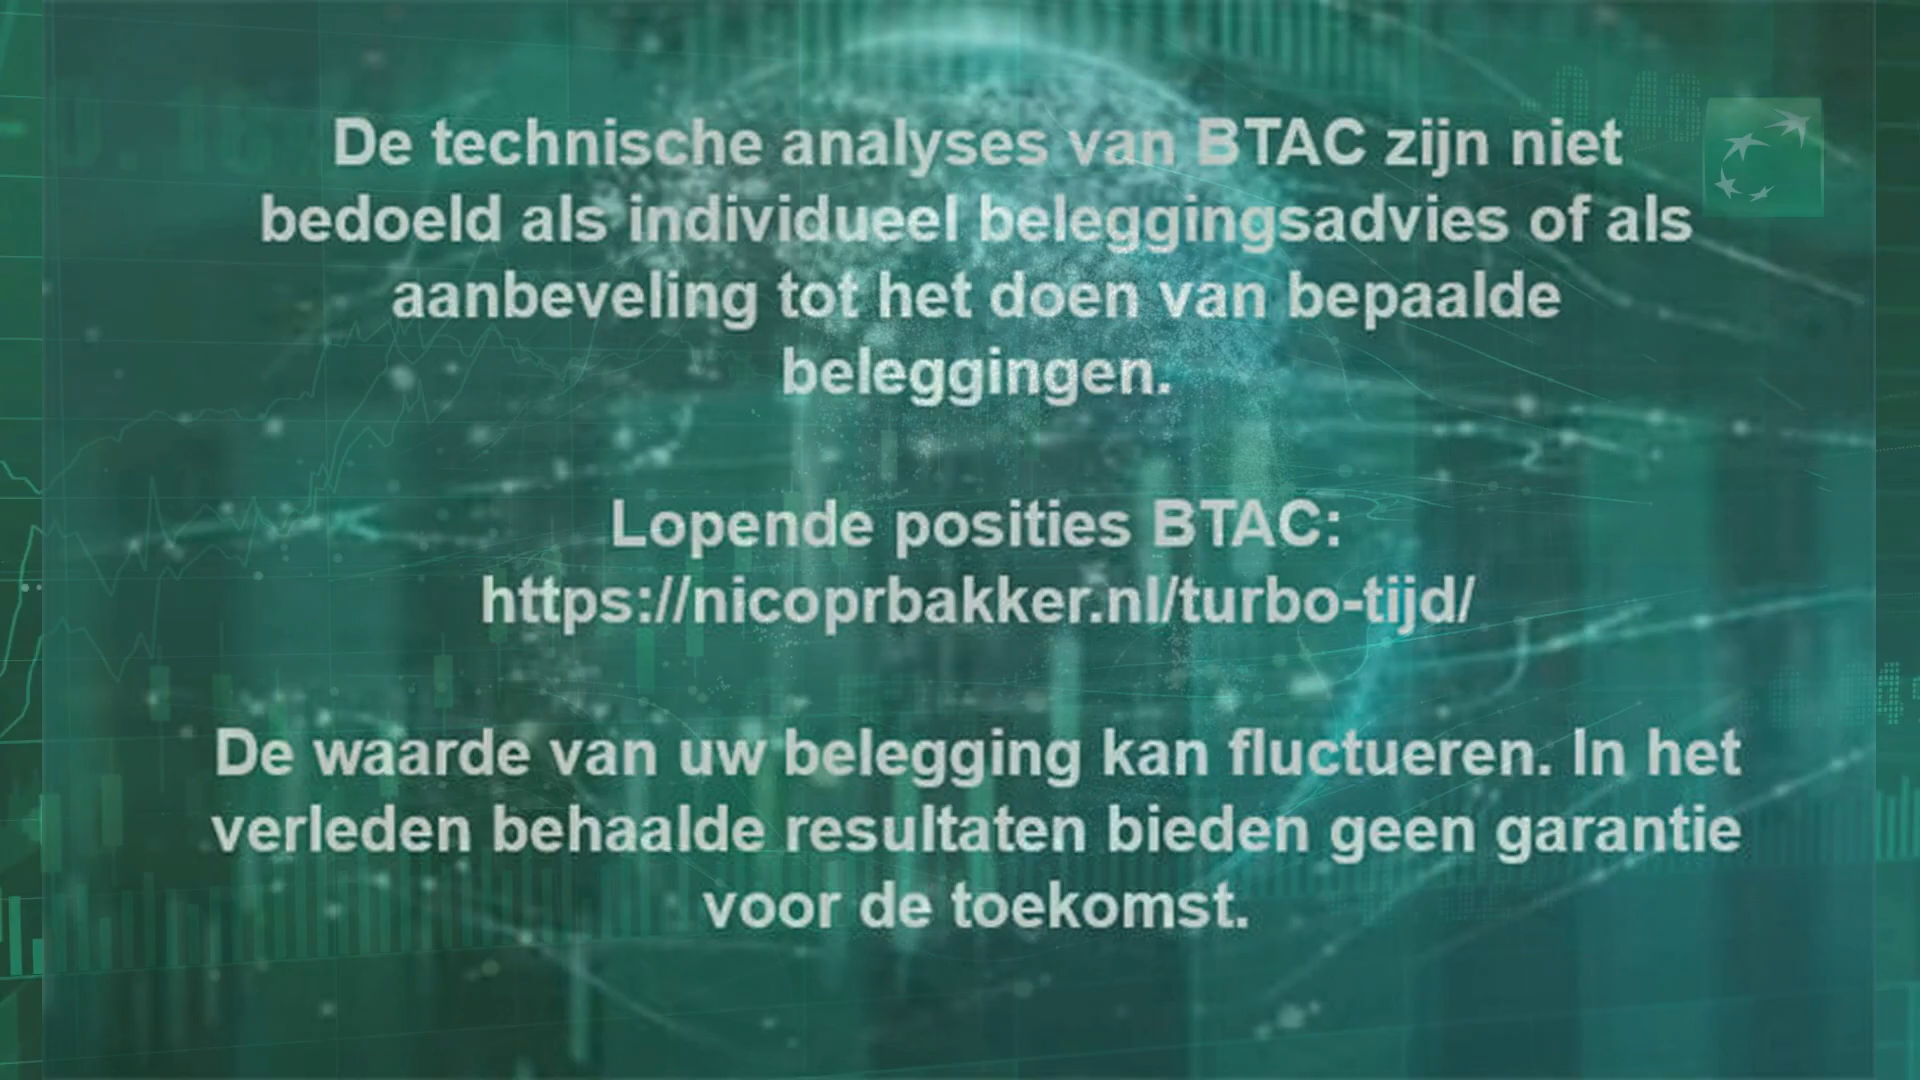 De technische analyses van BTAC zijn niet
bedoeld als individueel beleggingsadvies of als
aanbeveling tot het doen van bepaalde
beleggingen.
Lopende posities BTAC:
https://nicoprbakker.nl/turbo-tijd/
De waarde van uw belegging kan fluctueren. In het
verleden behaalde resultaten bieden geen garantie
voor de toekomst.